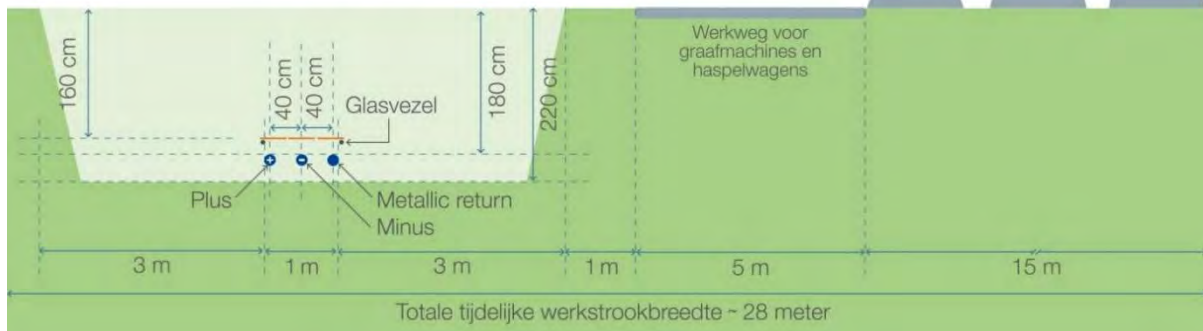 Werkweg voor
graafmachines en
haspelwagens
160 cm
40 cm
40 cm
180 cm
220 cm
Glasvezel
+
-
Plus
Metallic return
Minus
3 m
1 m
3 m
1 m
5 m
15 m
Totale tijdelijke werkstrookbreedte ~ 28 meter